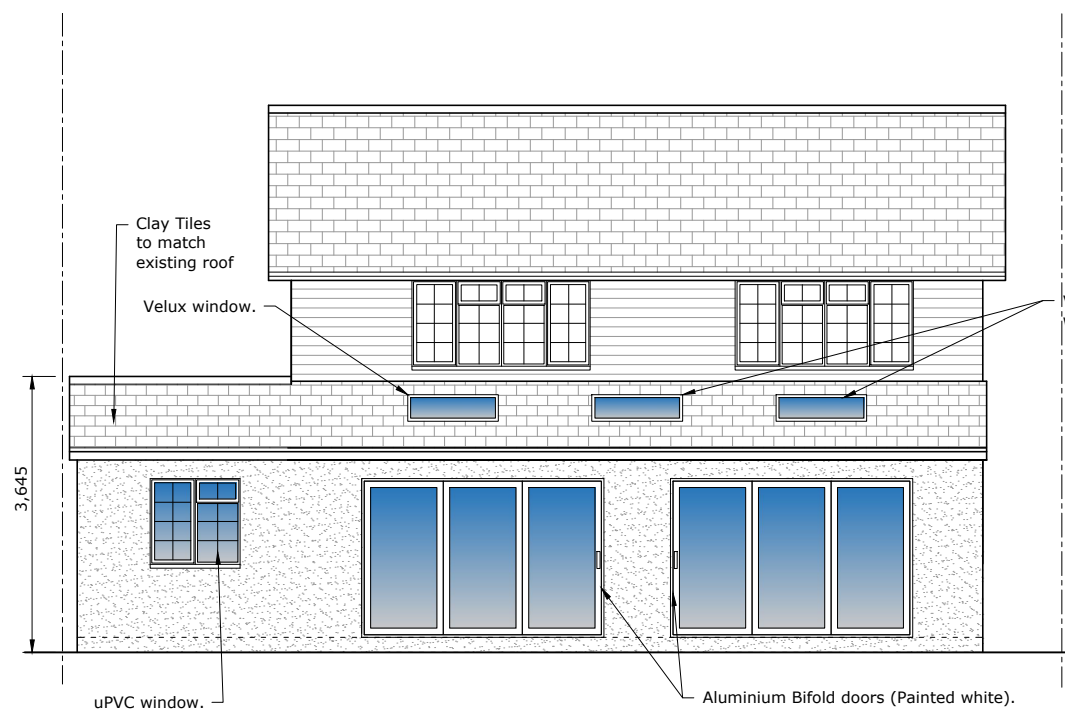 Clay Tiles
to match
existing roof
Velux window.
3,645
uPVC window.
Aluminium Bifold doors (Painted white).